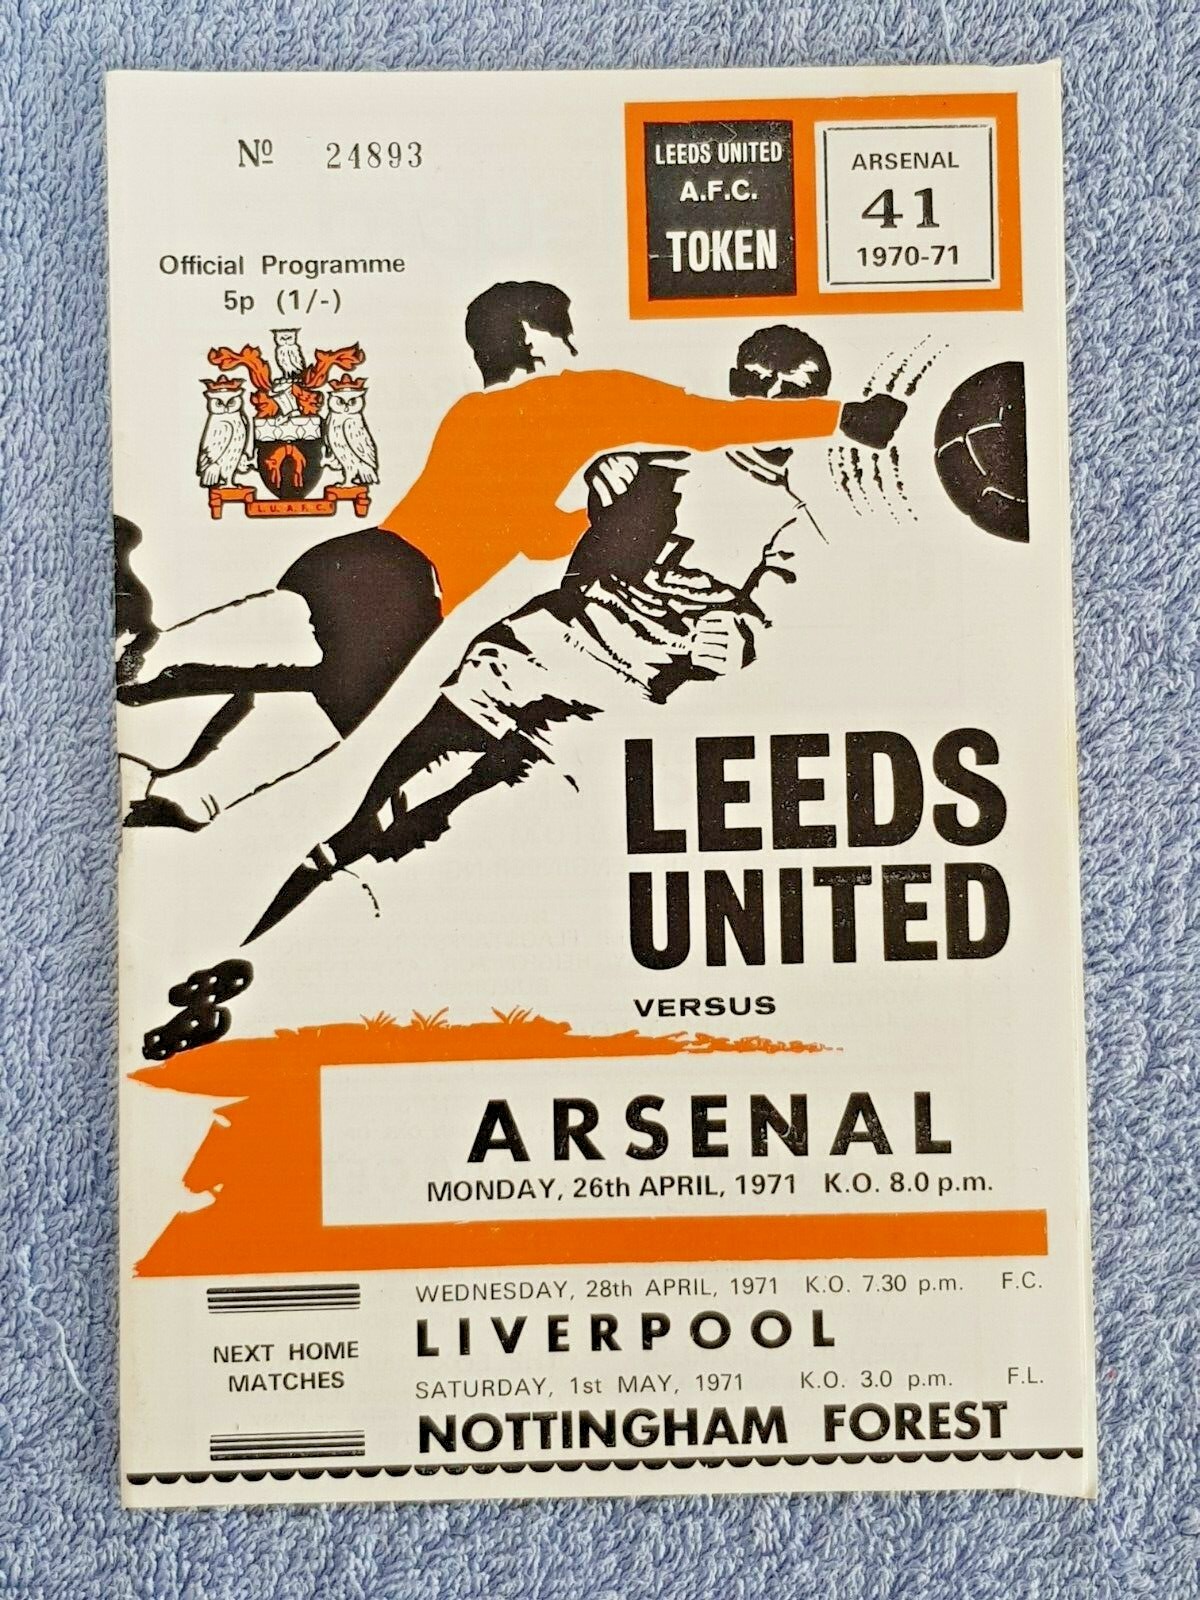 Nº 24893
LEEDS UNITED
A.F.C.
TOKEN
ARSENAL
41
1970-71
Official Programme
5p (1/-)
L. U. A. F. C.
LEEDS
UNITED
VERSUS
ARSENAL
MONDAY, 26th APRIL, 1971 K.O. 8.0 p.m.
NEXT HOME
MATCHES
WEDNESDAY, 28th APRIL, 1971 K.O. 7.30 p.m. F.C.
LIVERPOOL
SATURDAY, 1st MAY, 1971 K.O. 3.0 p.m. F.L.
NOTTINGHAM FOREST